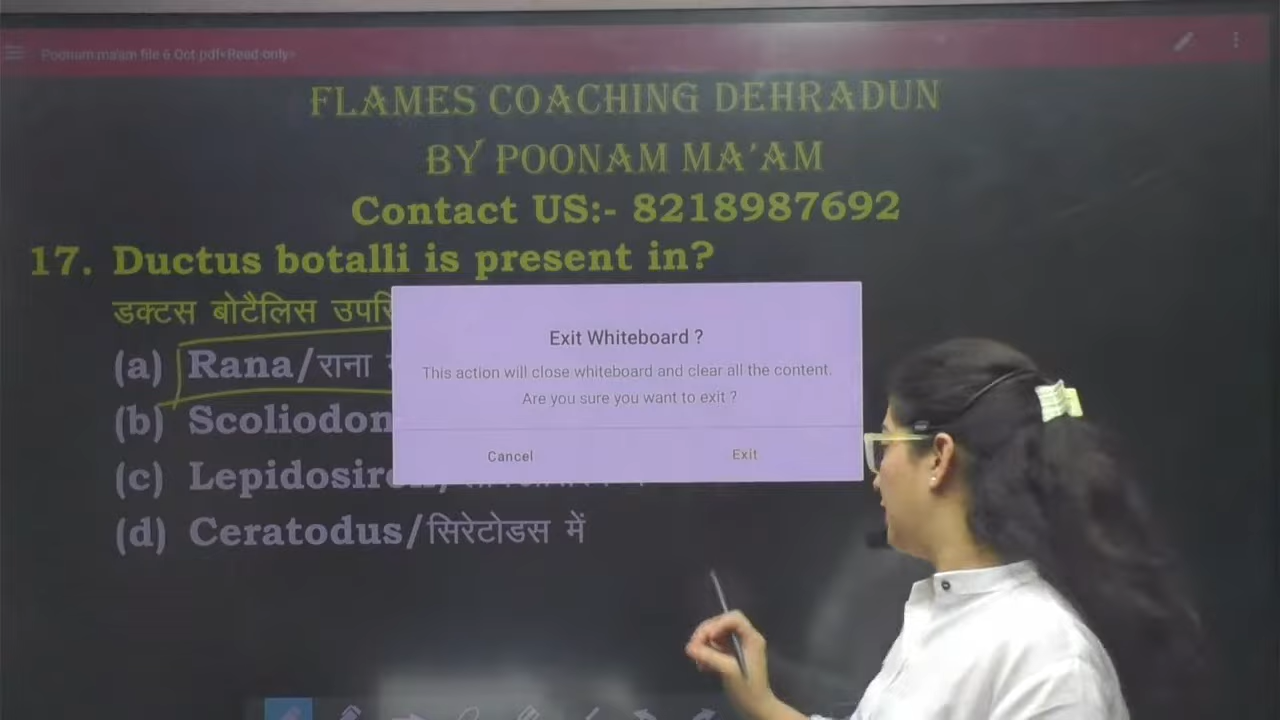 Poonam ma'am file 6 Oct.pdf<Read only>
FLAMES COACHING DEHRADUN
BY POONAM MA'AM
Contact US:- 8218987692
17. Ductus botalli is present in?
डक्टस बोटैलिस
(a) Rana/राना
(b) Scoliodon
(c)
(d) Ceratodus/सिरेटोडस में
Exit Whiteboard ?
This action will close whiteboard and clear all the content.
Are you sure you want to exit ?
Cancel Exit